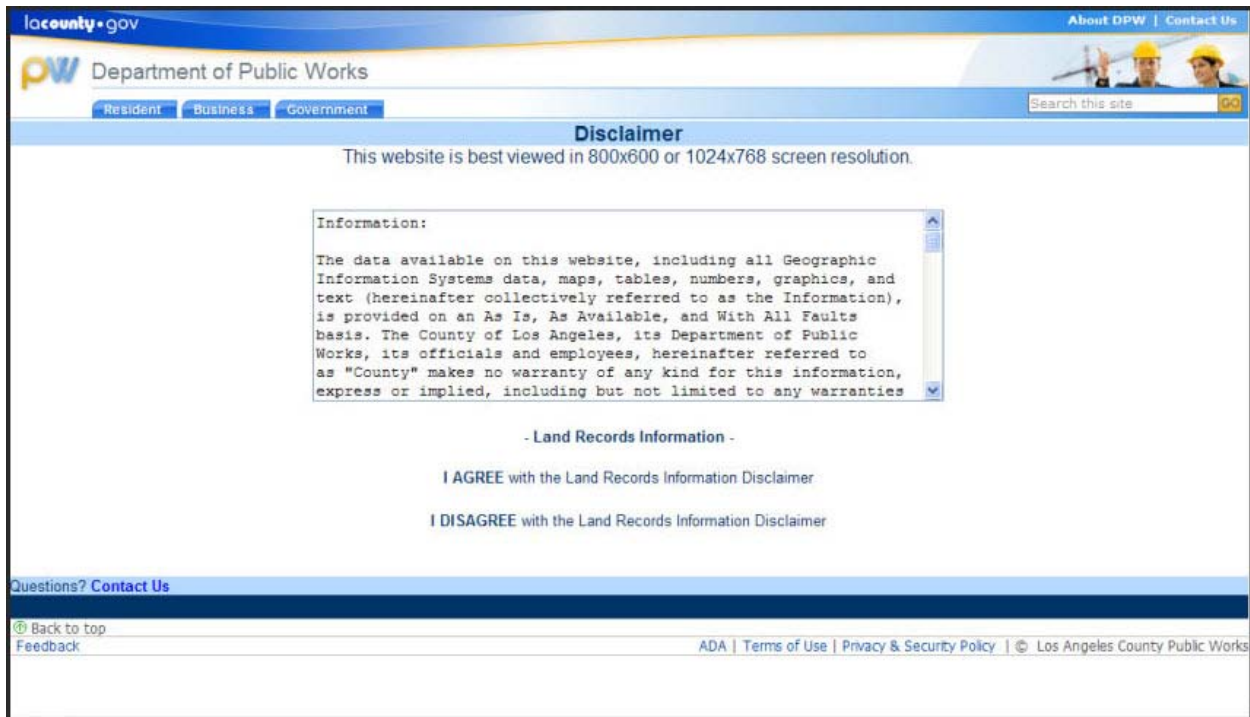 lacounty•gov
About DPW | Contact Us
pw Department of Public Works
Resident Business Government
Search this site GO
Disclaimer
This website is best viewed in 800x600 or 1024x768 screen resolution.
Information:
The data available on this website, including all Geographic
Information Systems data, maps, tables, numbers, graphics, and
text (hereinafter collectively referred to as the Information),
is provided on an As Is, As Available, and With All Faults
basis. The County of Los Angeles, its Department of Public
Works, its officials and employees, hereinafter referred to
as "County" makes no warranty of any kind for this information,
express or implied, including but not limited to any warranties
- Land Records Information -
I AGREE with the Land Records Information Disclaimer
I DISAGREE with the Land Records Information Disclaimer
Questions? Contact Us
Back to top
Feedback
ADA | Terms of Use | Privacy & Security Policy | © Los Angeles County Public Works